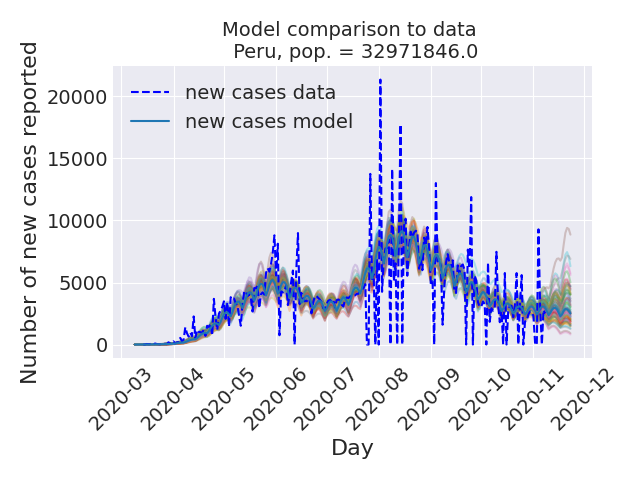 Model comparison to data
Peru, pop. = 32971846.0
new cases data
new cases model
Number of new cases reported
20000
15000
10000
5000
0
2020-03
2020-04
2020-05
2020-06
2020-07
2020-08
2020-09
2020-10
2020-11
2020-12
Day